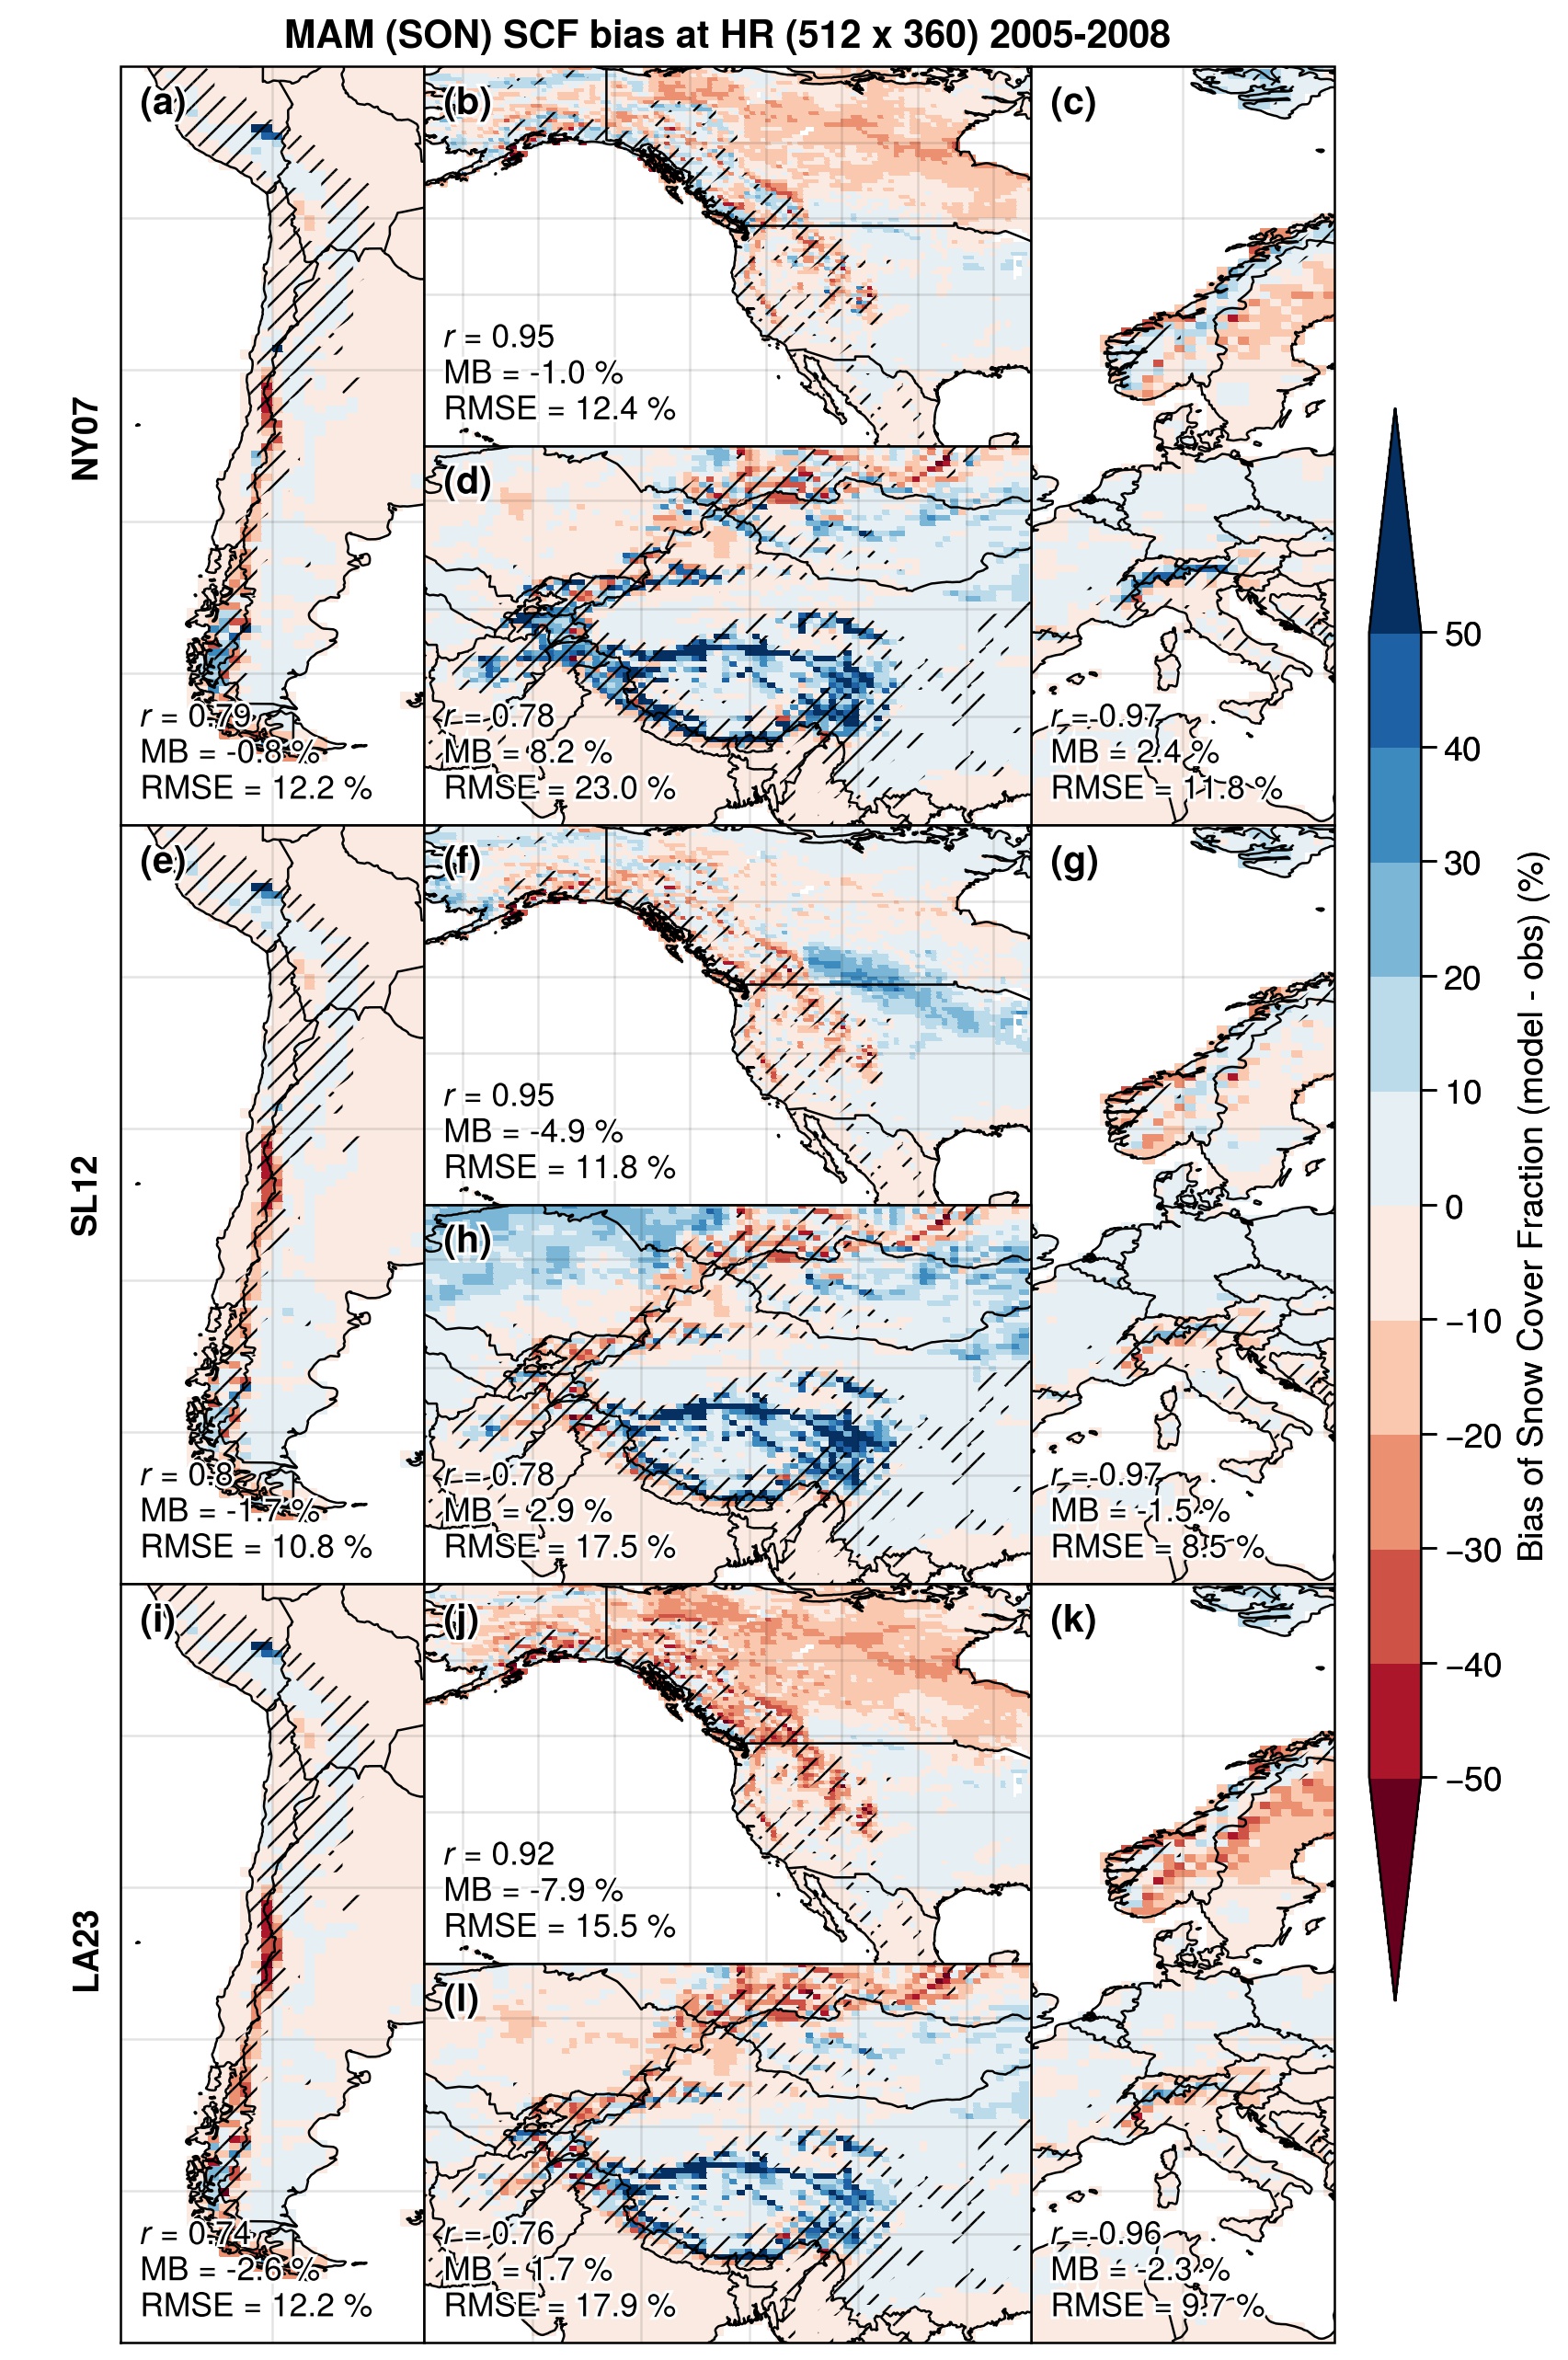 MAM (SON) SCF bias at HR (512 x 360) 2005-2008
NY07
(a)
r = 0.79
MB = -0.8 %
RMSE = 12.2 %
(b)
r = 0.95
MB = -1.0 %
RMSE = 12.4 %
(c)
r = 0.97
MB = 2.4 %
RMSE = 11.8 %
(d)
r = 0.78
MB = 8.2 %
RMSE = 23.0 %
SL12
(e)
r = 0.8
MB = -1.7 %
RMSE = 10.8 %
(f)
r = 0.95
MB = -4.9 %
RMSE = 11.8 %
(g)
r = 0.97
MB = -1.5 %
RMSE = 8.5 %
(h)
r = 0.78
MB = 2.9 %
RMSE = 17.5 %
LA23
(i)
r = 0.74
MB = -2.6 %
RMSE = 12.2 %
(j)
r = 0.92
MB = -7.9 %
RMSE = 15.5 %
(k)
r = 0.96
MB = -2.3 %
RMSE = 9.7 %
(l)
r = 0.76
MB = 1.7 %
RMSE = 17.9 %
50
40
30
20
10
0
−10
−20
−30
−40
−50
Bias of Snow Cover Fraction (model - obs) (%)